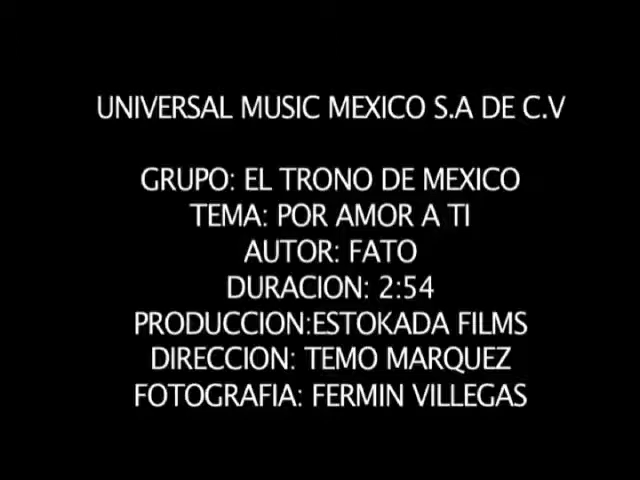 UNIVERSAL MUSIC MEXICO S.A DE C.V
GRUPO: EL TRONO DE MEXICO
TEMA: POR AMOR A TI
AUTOR: FATO
DURACION: 2:54
PRODUCCION:ESTOKADA FILMS
DIRECCION: TEMO MARQUEZ
FOTOGRAFIA: FERMIN VILLEGAS